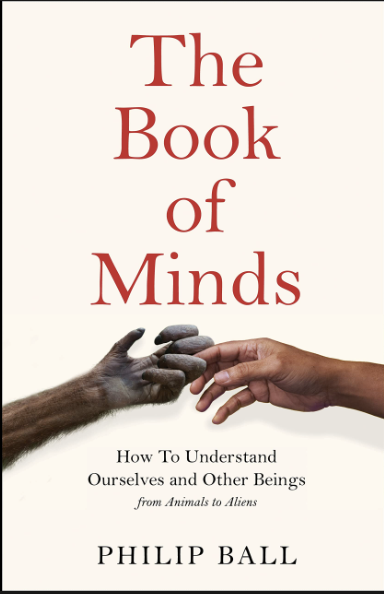 The
Book
of
Minds
How To Understand
Ourselves and Other Beings
from Animals to Aliens
PHILIP BALL